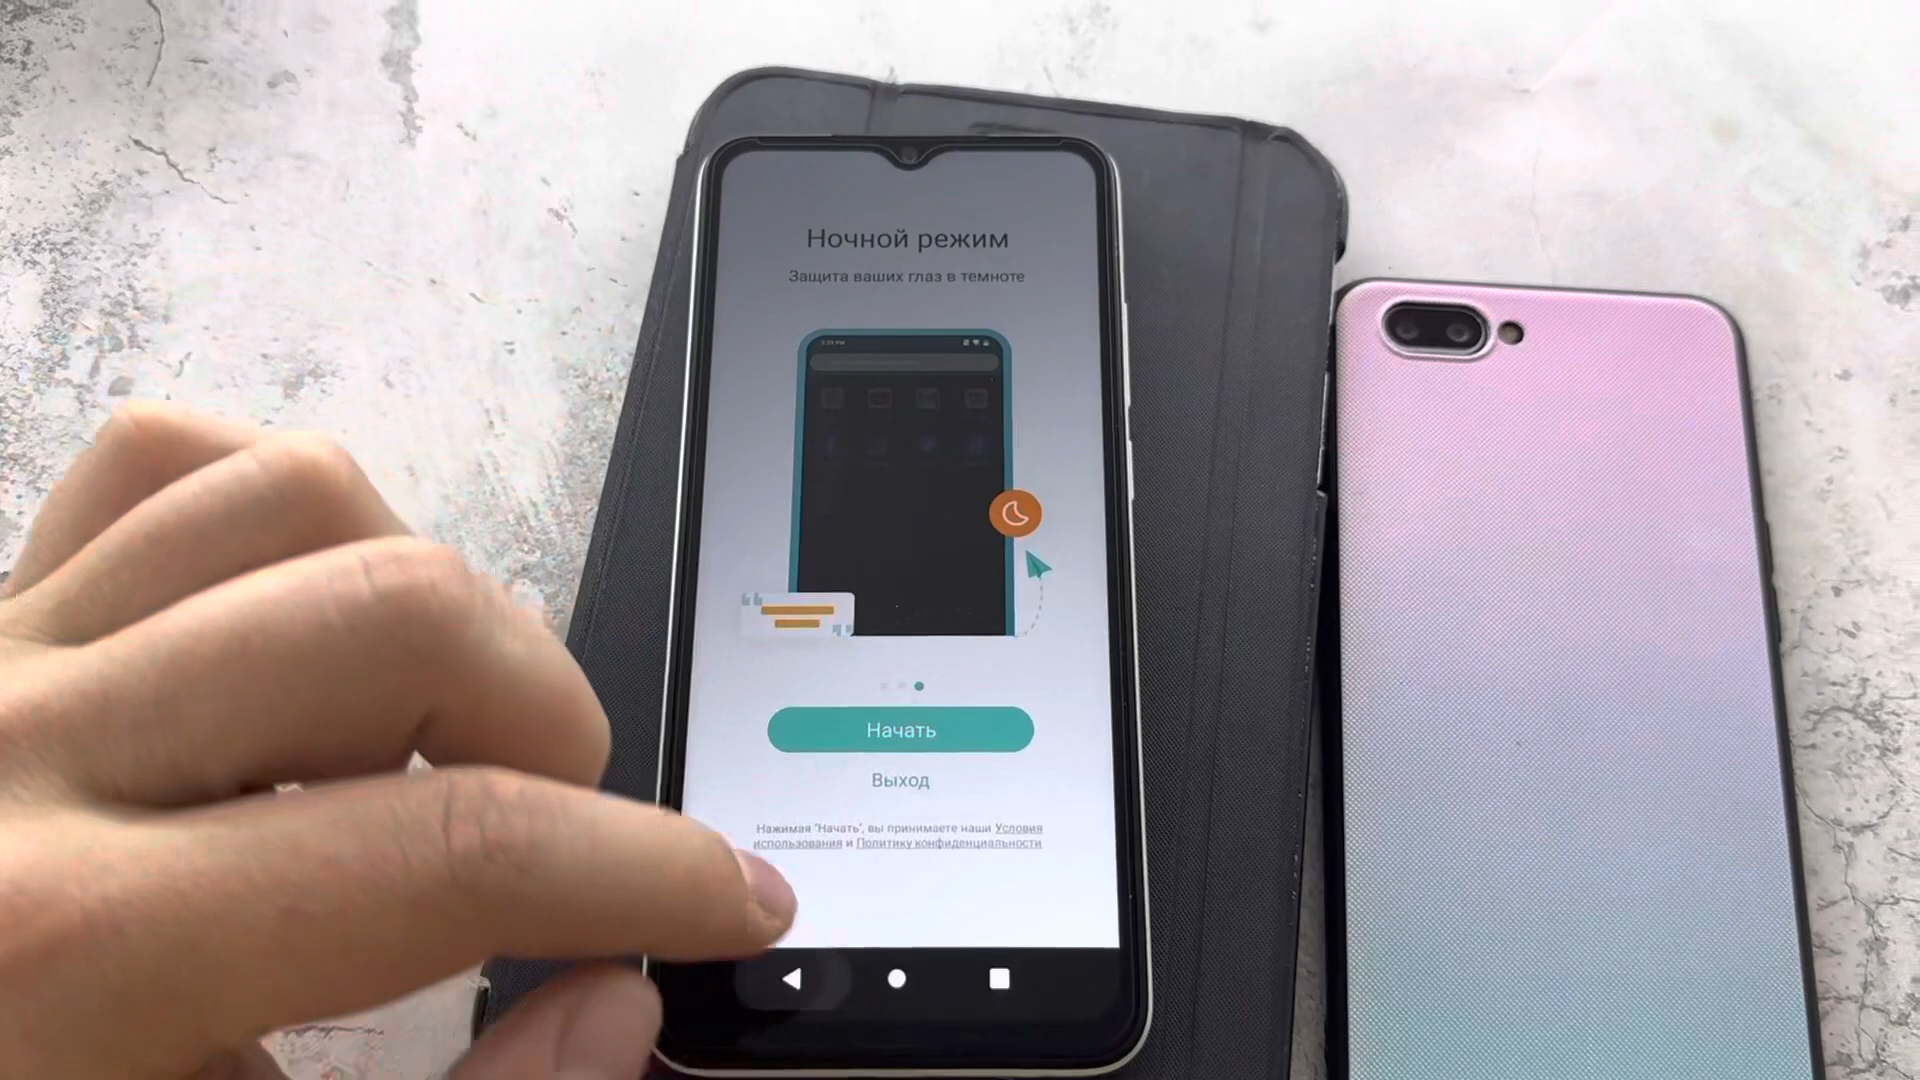 Ночной режим
Защита ваших глаз в темноте
Начать
Выход
Нажимая "Начать", вы принимаете наши Условия
использования и Политику конфиденциальности